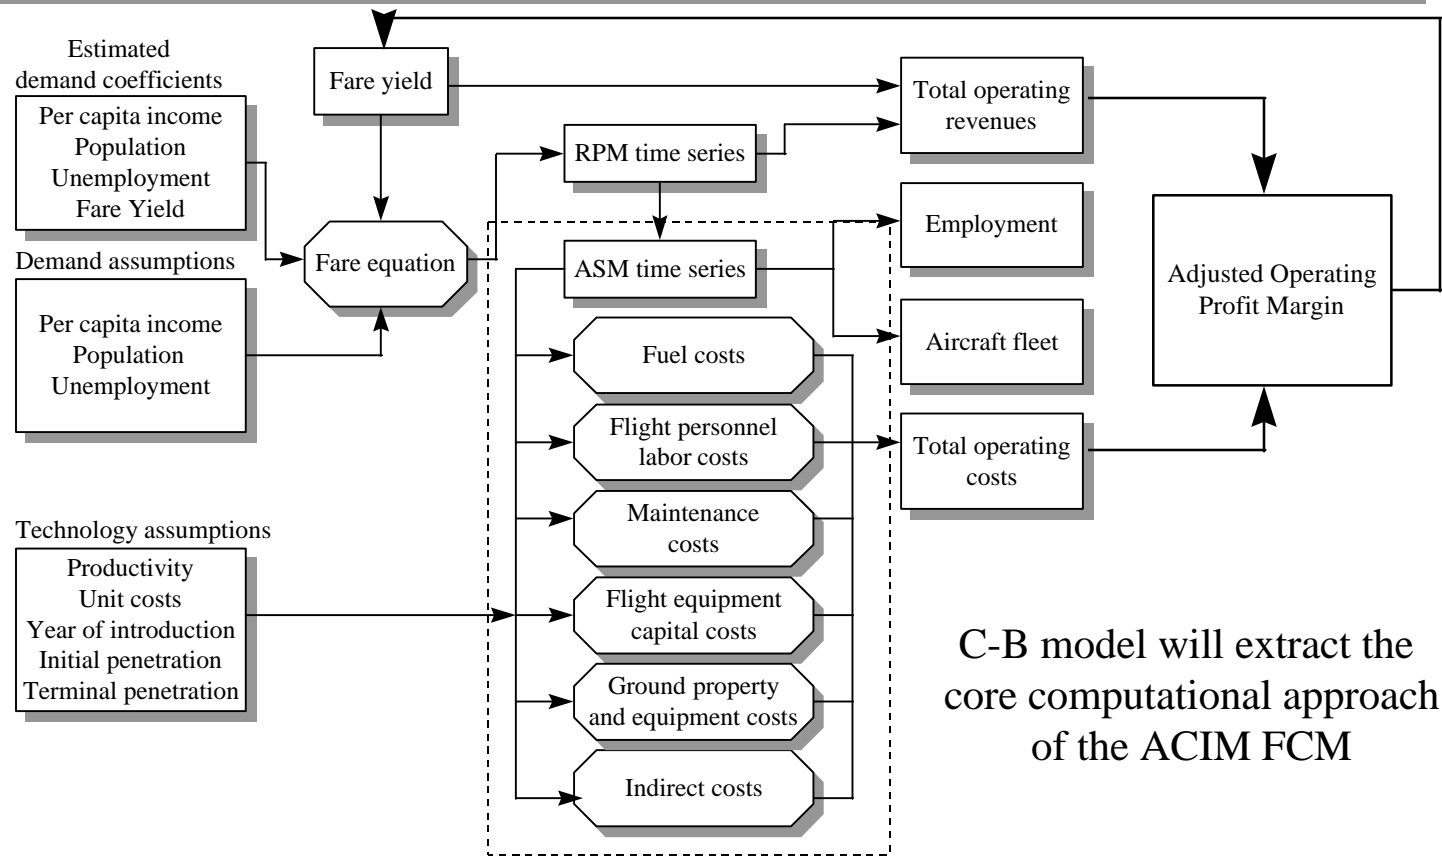 Estimated
demand coefficients
Per capita income
Population
Unemployment
Fare Yield
Demand assumptions
Per capita income
Population
Unemployment
Technology assumptions
Productivity
Unit costs
Year of introduction
Initial penetration
Terminal penetration
Fare yield
Fare equation
RPM time series
ASM time series
Fuel costs
Flight personnel
labor costs
Maintenance
costs
Flight equipment
capital costs
Ground property
and equipment costs
Indirect costs
Total operating
revenues
Employment
Aircraft fleet
Total operating
costs
Adjusted Operating
Profit Margin
C-B model will extract the
core computational approach
of the ACIM FCM